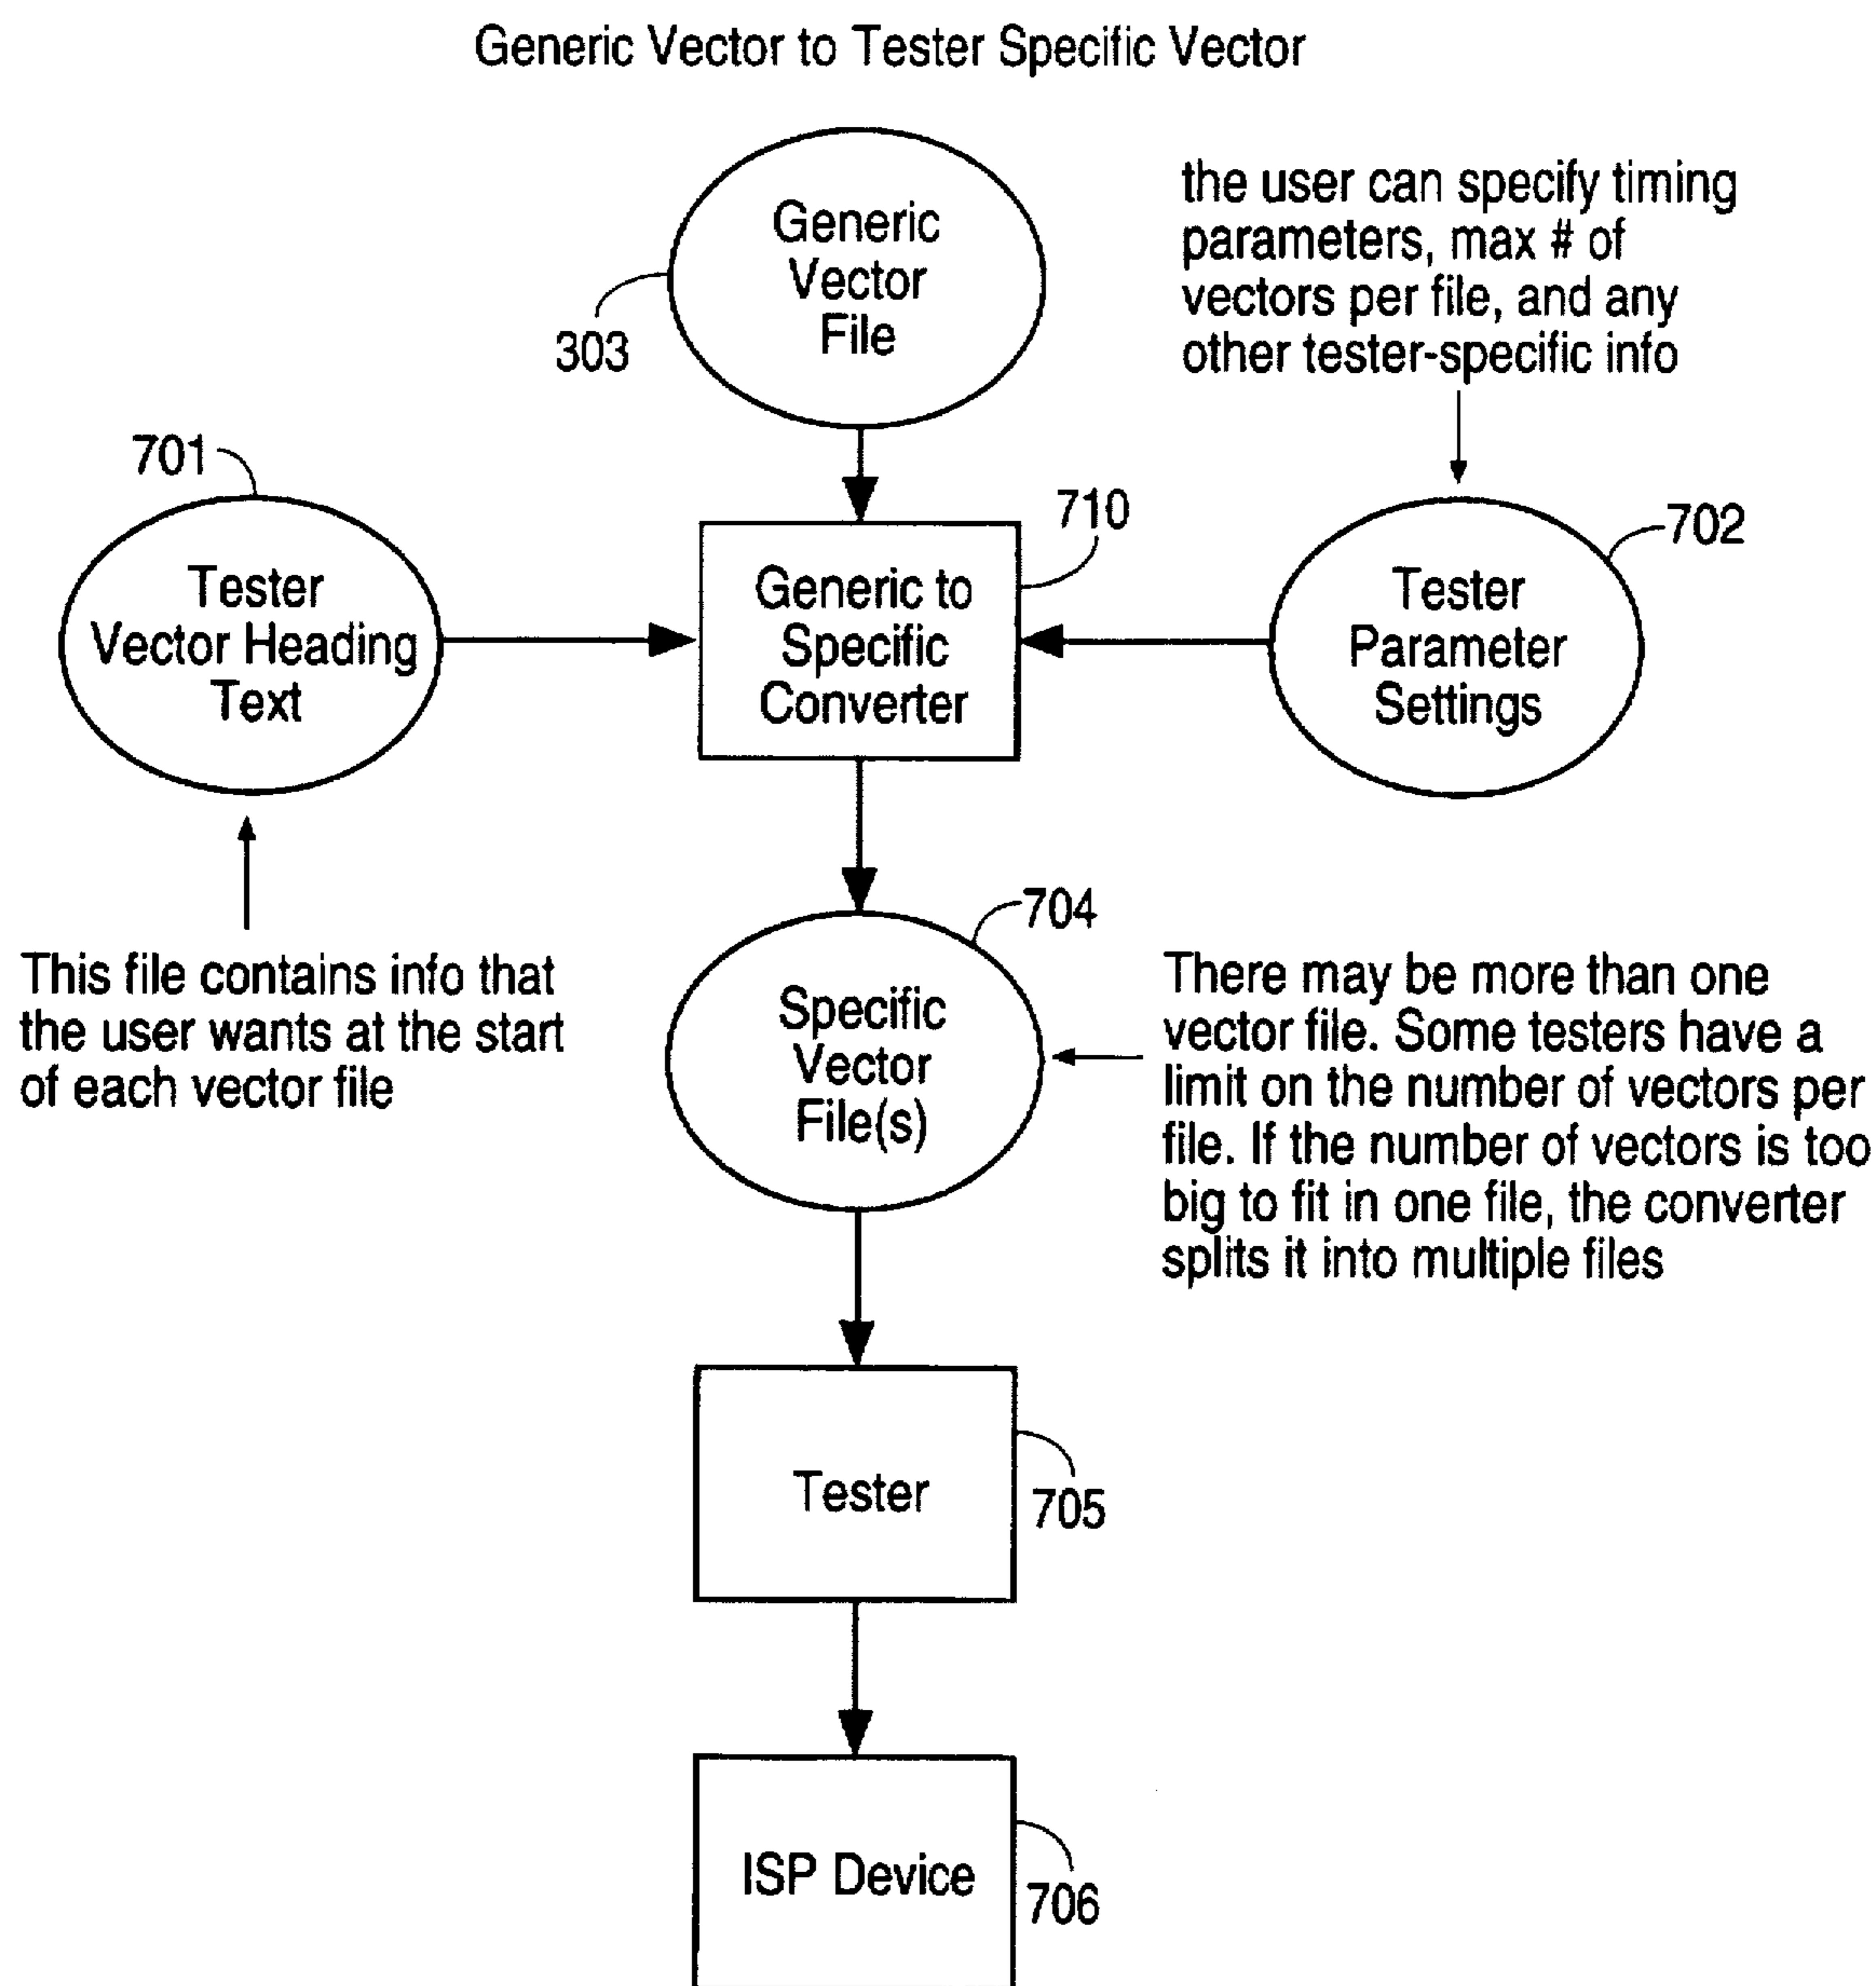 Generic Vector to Tester Specific Vector
Generic
Vector
File
303
the user can specify timing
parameters, max # of
vectors per file, and any
other tester-specific info
701
Tester
Vector Heading
Text
710
Generic to
Specific
Converter
702
Tester
Parameter
Settings
This file contains info that
the user wants at the start
of each vector file
704
Specific
Vector
File(s)
There may be more than one
vector file. Some testers have a
limit on the number of vectors per
file. If the number of vectors is too
big to fit in one file, the converter
splits it into multiple files
Tester
705
ISP Device
706